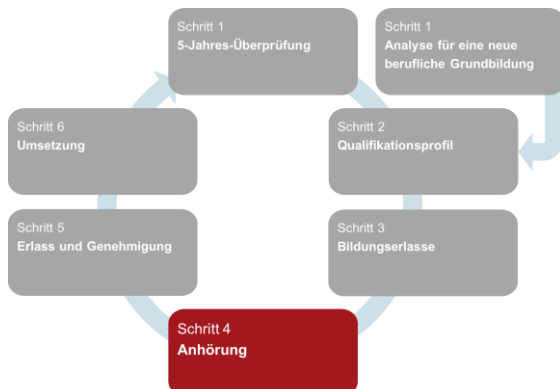 Schritt 1
5-Jahres-Überprüfung
Schritt 1
Analyse für eine neue
berufliche Grundbildung
Schritt 2
Qualifikationsprofil
Schritt 3
Bildungserlasse
Schritt 4
Anhörung
Schritt 5
Erlass und Genehmigung
Schritt 6
Umsetzung